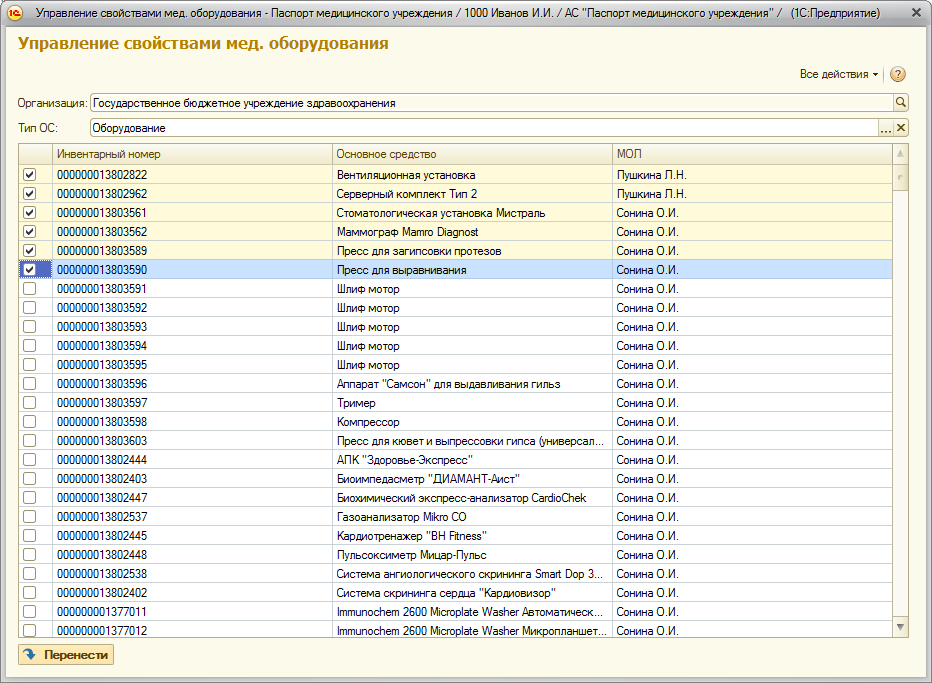 Управление свойствами мед. оборудования - Паспорт медицинского учреждения / 1000 Иванов И.И. / АС "Паспорт медицинского учреждения" / (1С:Предприятие)
Управление свойствами мед. оборудования
Все действия ?
Организация: Государственное бюджетное учреждение здравоохранения
Тип ОС: Оборудование ...
Инвентарный номер Основное средство МОЛ
000000013802822 Вентиляционная установка Пушкина Л.Н.
000000013802962 Серверный комплект Тип 2 Пушкина Л.Н.
000000013803561 Стоматологическая установка Мистраль Сонина О.И.
000000013803562 Маммограф Mamro Diagnost Сонина О.И.
000000013803589 Пресс для загипсовки протезов Сонина О.И.
000000013803590 Пресс для выравнивания Сонина О.И.
000000013803591 Шлиф мотор Сонина О.И.
000000013803592 Шлиф мотор Сонина О.И.
000000013803593 Шлиф мотор Сонина О.И.
000000013803594 Шлиф мотор Сонина О.И.
000000013803595 Шлиф мотор Сонина О.И.
000000013803596 Аппарат "Самсон" для выдавливания гильз Сонина О.И.
000000013803597 Тример Сонина О.И.
000000013803598 Компрессор Сонина О.И.
000000013803603 Пресс для кювет и выпрессовки гипса (универсал... Сонина О.И.
000000013802444 АПК "Здоровье-Экспресс" Сонина О.И.
000000013802403 Биоимпедасметр "ДИАМАНТ-Аист" Сонина О.И.
000000013802447 Биохимический экспресс-анализатор CardioChek Сонина О.И.
000000013802537 Газоанализатор Mikro CO Сонина О.И.
000000013802445 Кардиотренажер "BH Fitness" Сонина О.И.
000000013802448 Пульсоксиметр Мицар-Пульс Сонина О.И.
000000013802538 Система ангиологического скрининга Smart Dop 3... Сонина О.И.
000000013802402 Система скрининга сердца "Кардиовизор" Сонина О.И.
000000001377011 Immunochem 2600 Microplate Washer Автоматическ... Сонина О.И.
000000001377012 Immunochem 2600 Microplate Washer Микропланшет... Сонина О.И.
Перенести